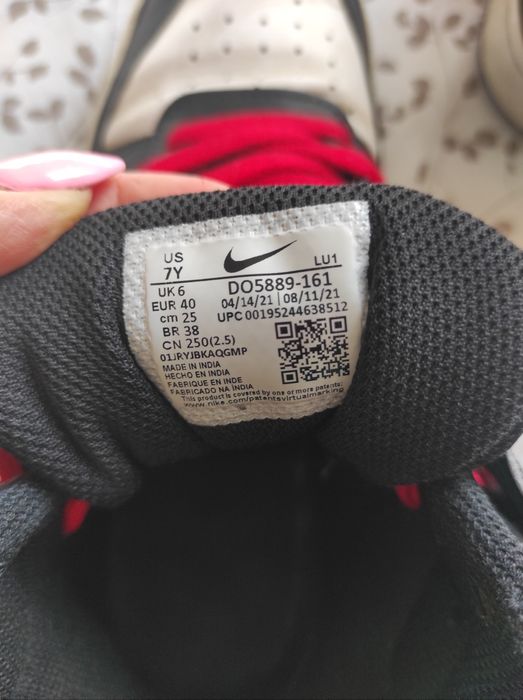 US
7Y
LU1
UK 6
DO5889-161
EUR 40
04/14/21 | 08/11/21
cm 25
UPC 00195244638512
BR 38
CN 250(2.5)
01JRYJBKAQGMP
MADE IN INDIA
HECHO EN INDIA
FABRIQUE EN INDE
FABRICADO NA ÍNDIA
This product is covered by one or more patents:
www.nike.com/patentsvirtualmarking